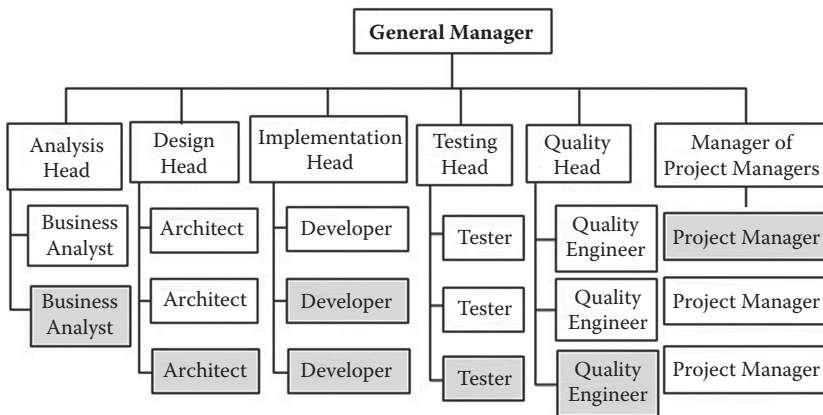 General Manager
Analysis
Head
Design
Head
Implementation
Head
Testing
Head
Quality
Head
Manager of
Project Managers
Business
Analyst
Architect
Developer
Tester
Quality
Engineer
Project Manager
Business
Analyst
Architect
Developer
Tester
Quality
Engineer
Project Manager
Architect
Developer
Tester
Quality
Engineer
Project Manager